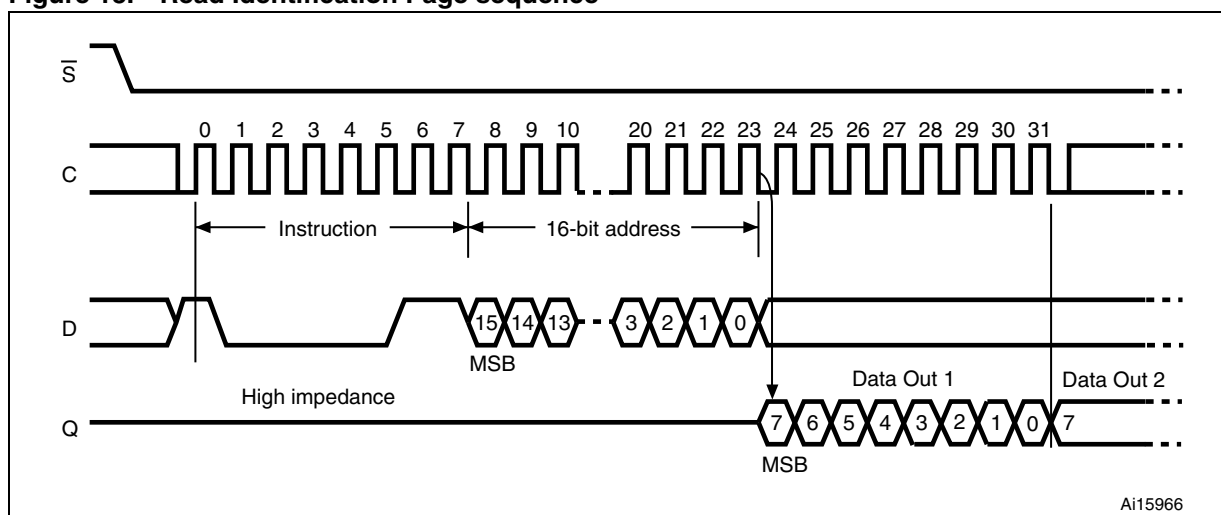 Figure 18. Read Identification Page sequence
S
0 1 2 3 4 5 6 7 8 9 10 20 21 22 23 24 25 26 27 28 29 30 31
C
Instruction 16-bit address
D 15 14 13 3 2 1 0
MSB
Data Out 1 Data Out 2
High impedance
Q 7 6 5 4 3 2 1 0 7
MSB
Ai15966